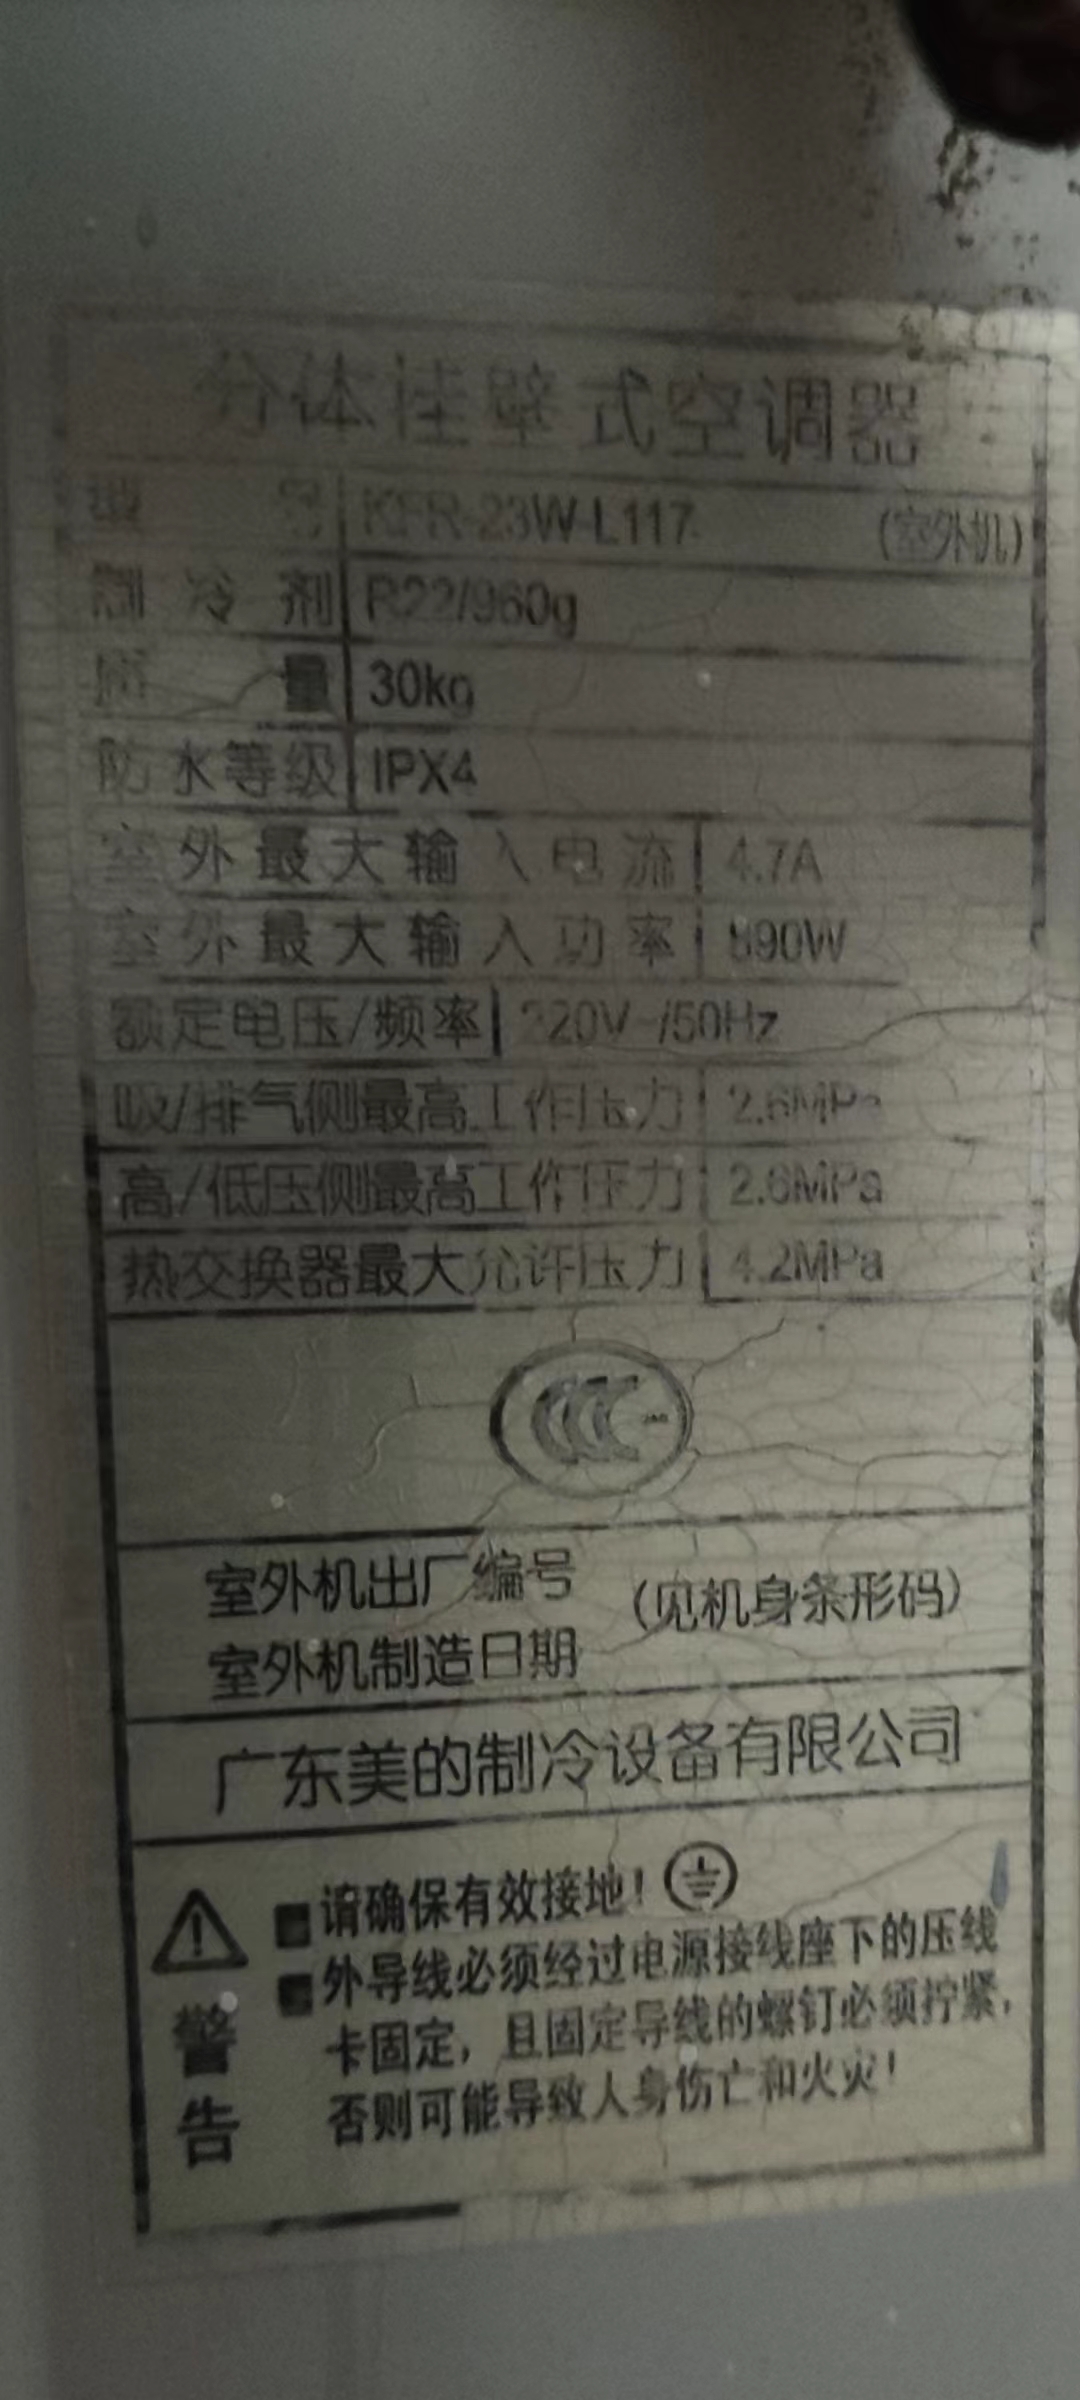 分体挂壁式空调器
型号 KFR-23W-L117 (室外机)
制冷剂 R22/960g
质量 30kg
防水等级 IPX4
室外最大输入电流 4.7A
室外最大输入功率 890W
额定电压/频率 220V~/50Hz
吸/排气侧最高工作压力 2.6MPa
高/低压侧最高工作压力 2.6MPa
热交换器最大允许压力 4.2MPa
CCC
室外机出厂编号 (见机身条形码)
室外机制造日期
广东美的制冷设备有限公司
警告
■请确保有效接地!
■外导线必须经过电源接线座下的压线
卡固定，且固定导线的螺钉必须拧紧，
否则可能导致人身伤亡和火灾!